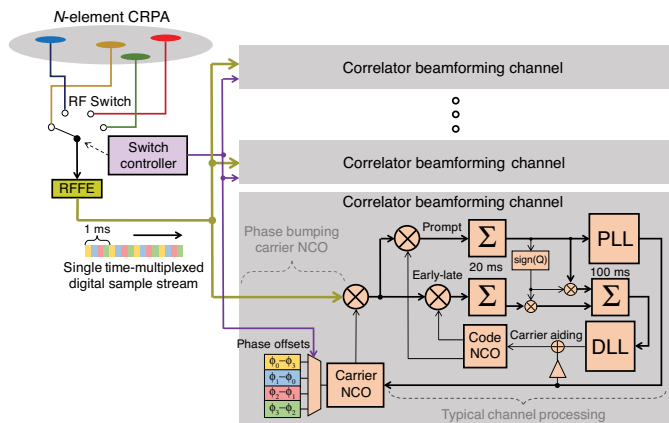 N-element CRPA
RF Switch
Switch
controller
RFFE
1 ms
Single time-multiplexed
digital sample stream
Correlator beamforming channel
Correlator beamforming channel
Correlator beamforming channel
Phase bumping
carrier NCO
Prompt
Σ
PLL
sign(Q)
20 ms
100 ms
Early-late
Σ
Σ
Code
NCO
Carrier aiding
DLL
Phase offsets
ϕ0−ϕ3
ϕ1−ϕ0
ϕ2−ϕ1
ϕ3−ϕ2
Carrier
NCO
Typical channel processing